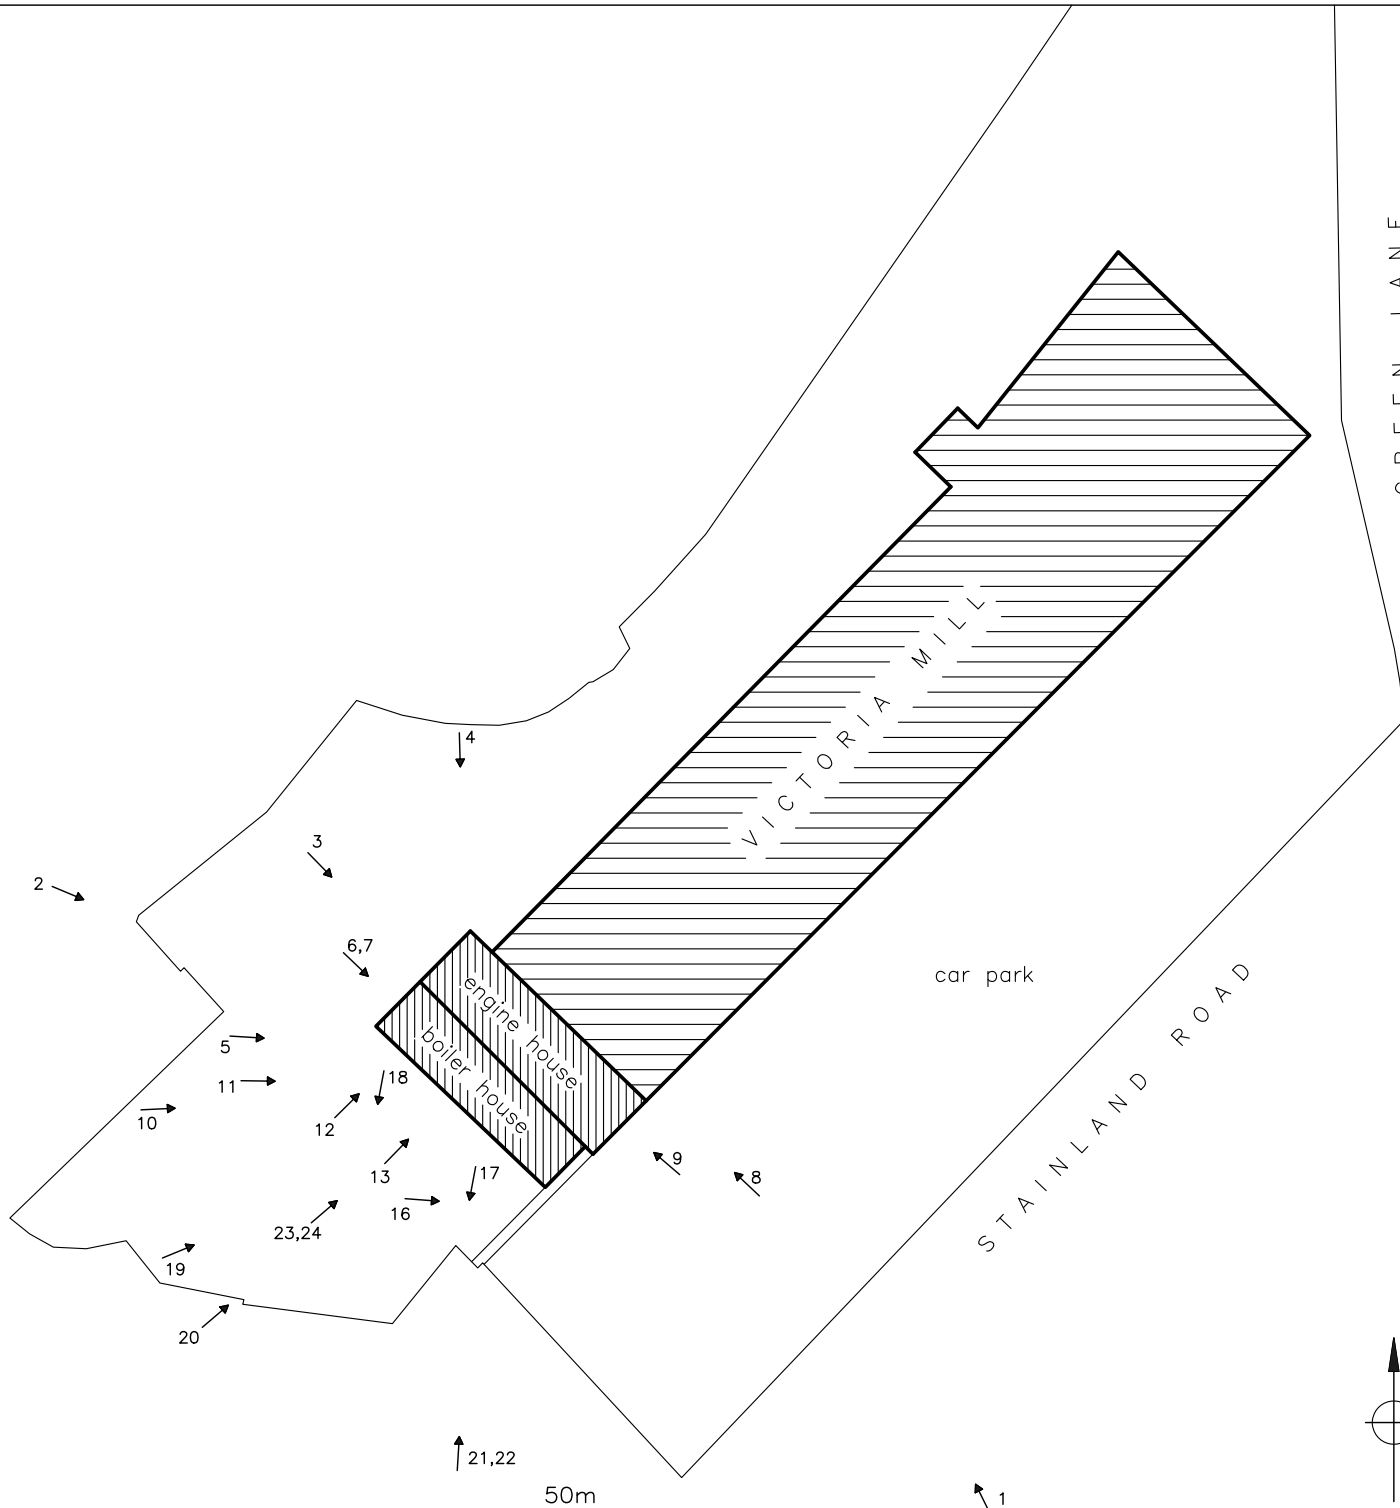 GREEN LANE
4
3
2
6,7
VICTORIA MILL
car park
engine house
boiler house
5
18
11
10
12
9
8
13
17
16
23,24
STAINLAND ROAD
19
20
21,22
50m
1